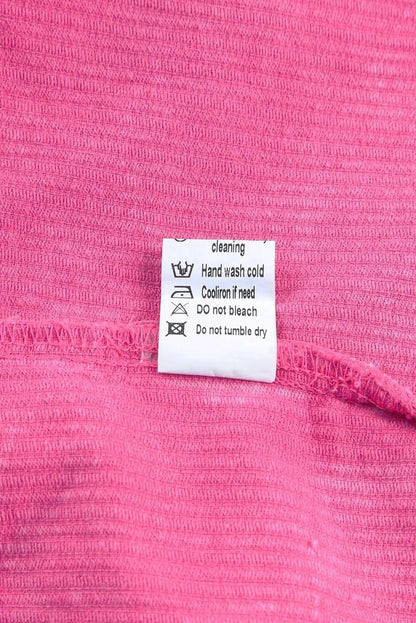 cleaning
Hand wash cold
Cooliron if need
DO not bleach
Do not tumble dry